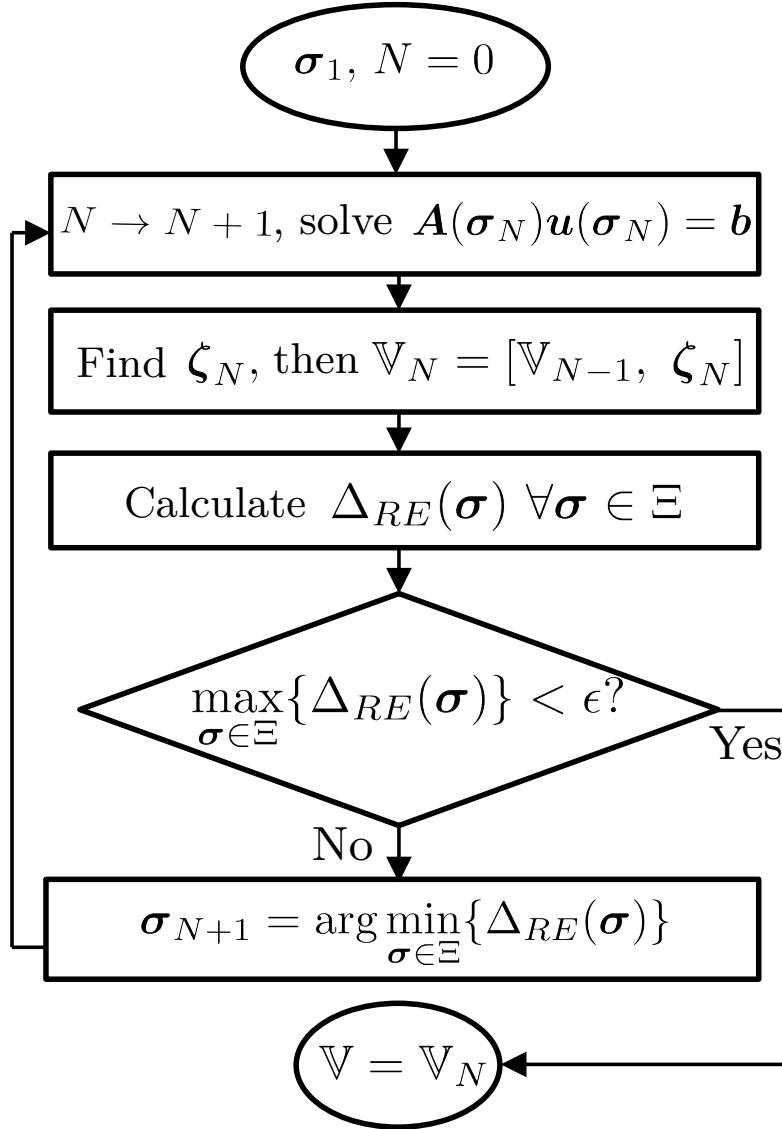 𝝈₁, N = 0
N → N + 1, solve 𝑨(𝝈_N)𝒖(𝝈_N) = 𝒃
Find 𝜻_N, then 𝕍_N = [𝕍_{N−1}, 𝜻_N]
Calculate Δ_{RE}(𝝈) ∀𝝈 ∈ Ξ
max_{𝝈∈Ξ}{Δ_{RE}(𝝈)} < ϵ?
Yes
No
𝝈_{N+1} = arg min_{𝝈∈Ξ}{Δ_{RE}(𝝈)}
𝕍 = 𝕍_N